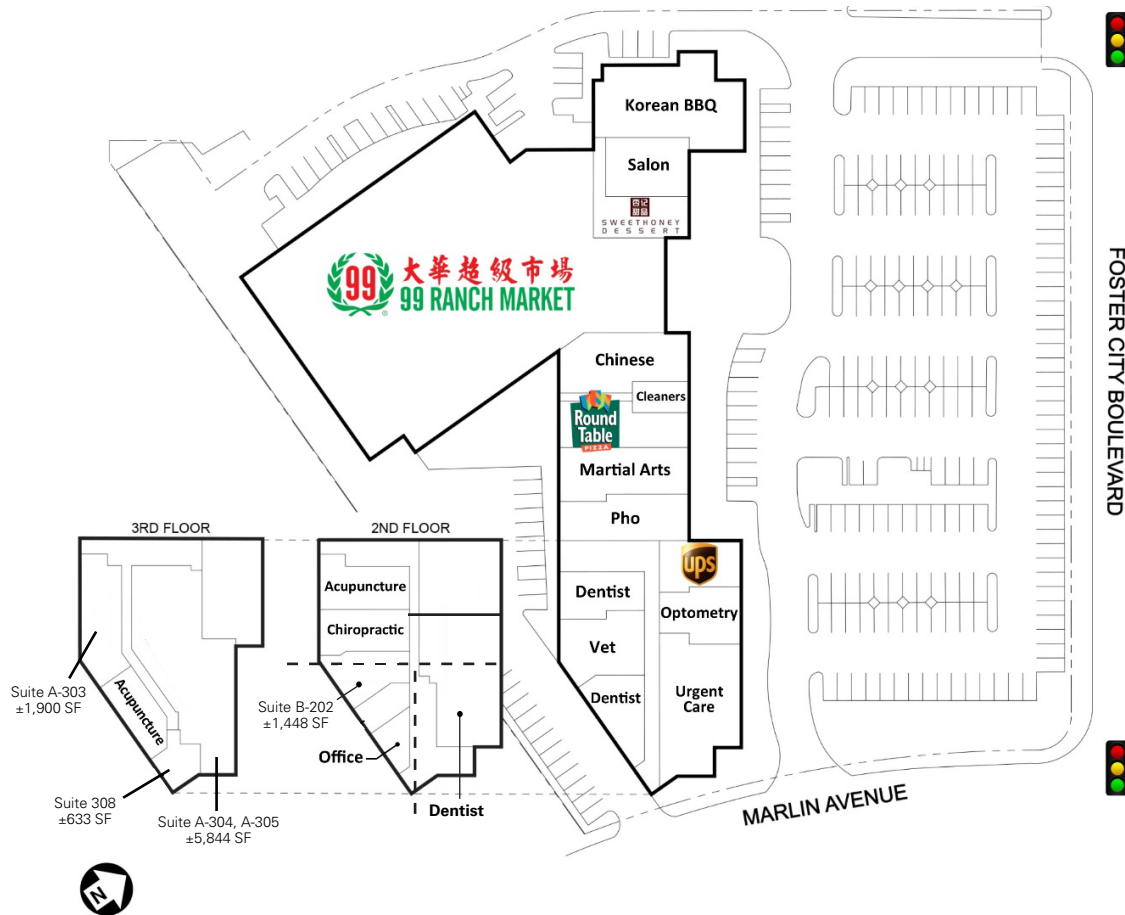 Korean BBQ
Salon
杏記
甜品
SWEETHONEY
DESSERT
99
大華超級市場
99 RANCH MARKET
®
Chinese
Cleaners
Round
Table
PIZZA
Martial Arts
Pho
ups
Dentist
Optometry
Vet
Dentist
Urgent
Care
FOSTER CITY BOULEVARD
MARLIN AVENUE
3RD FLOOR
Suite A-303
±1,900 SF
Acupuncture
Suite 308
±633 SF
Suite A-304, A-305
±5,844 SF
2ND FLOOR
Acupuncture
Chiropractic
Suite B-202
±1,448 SF
Office
Dentist
N